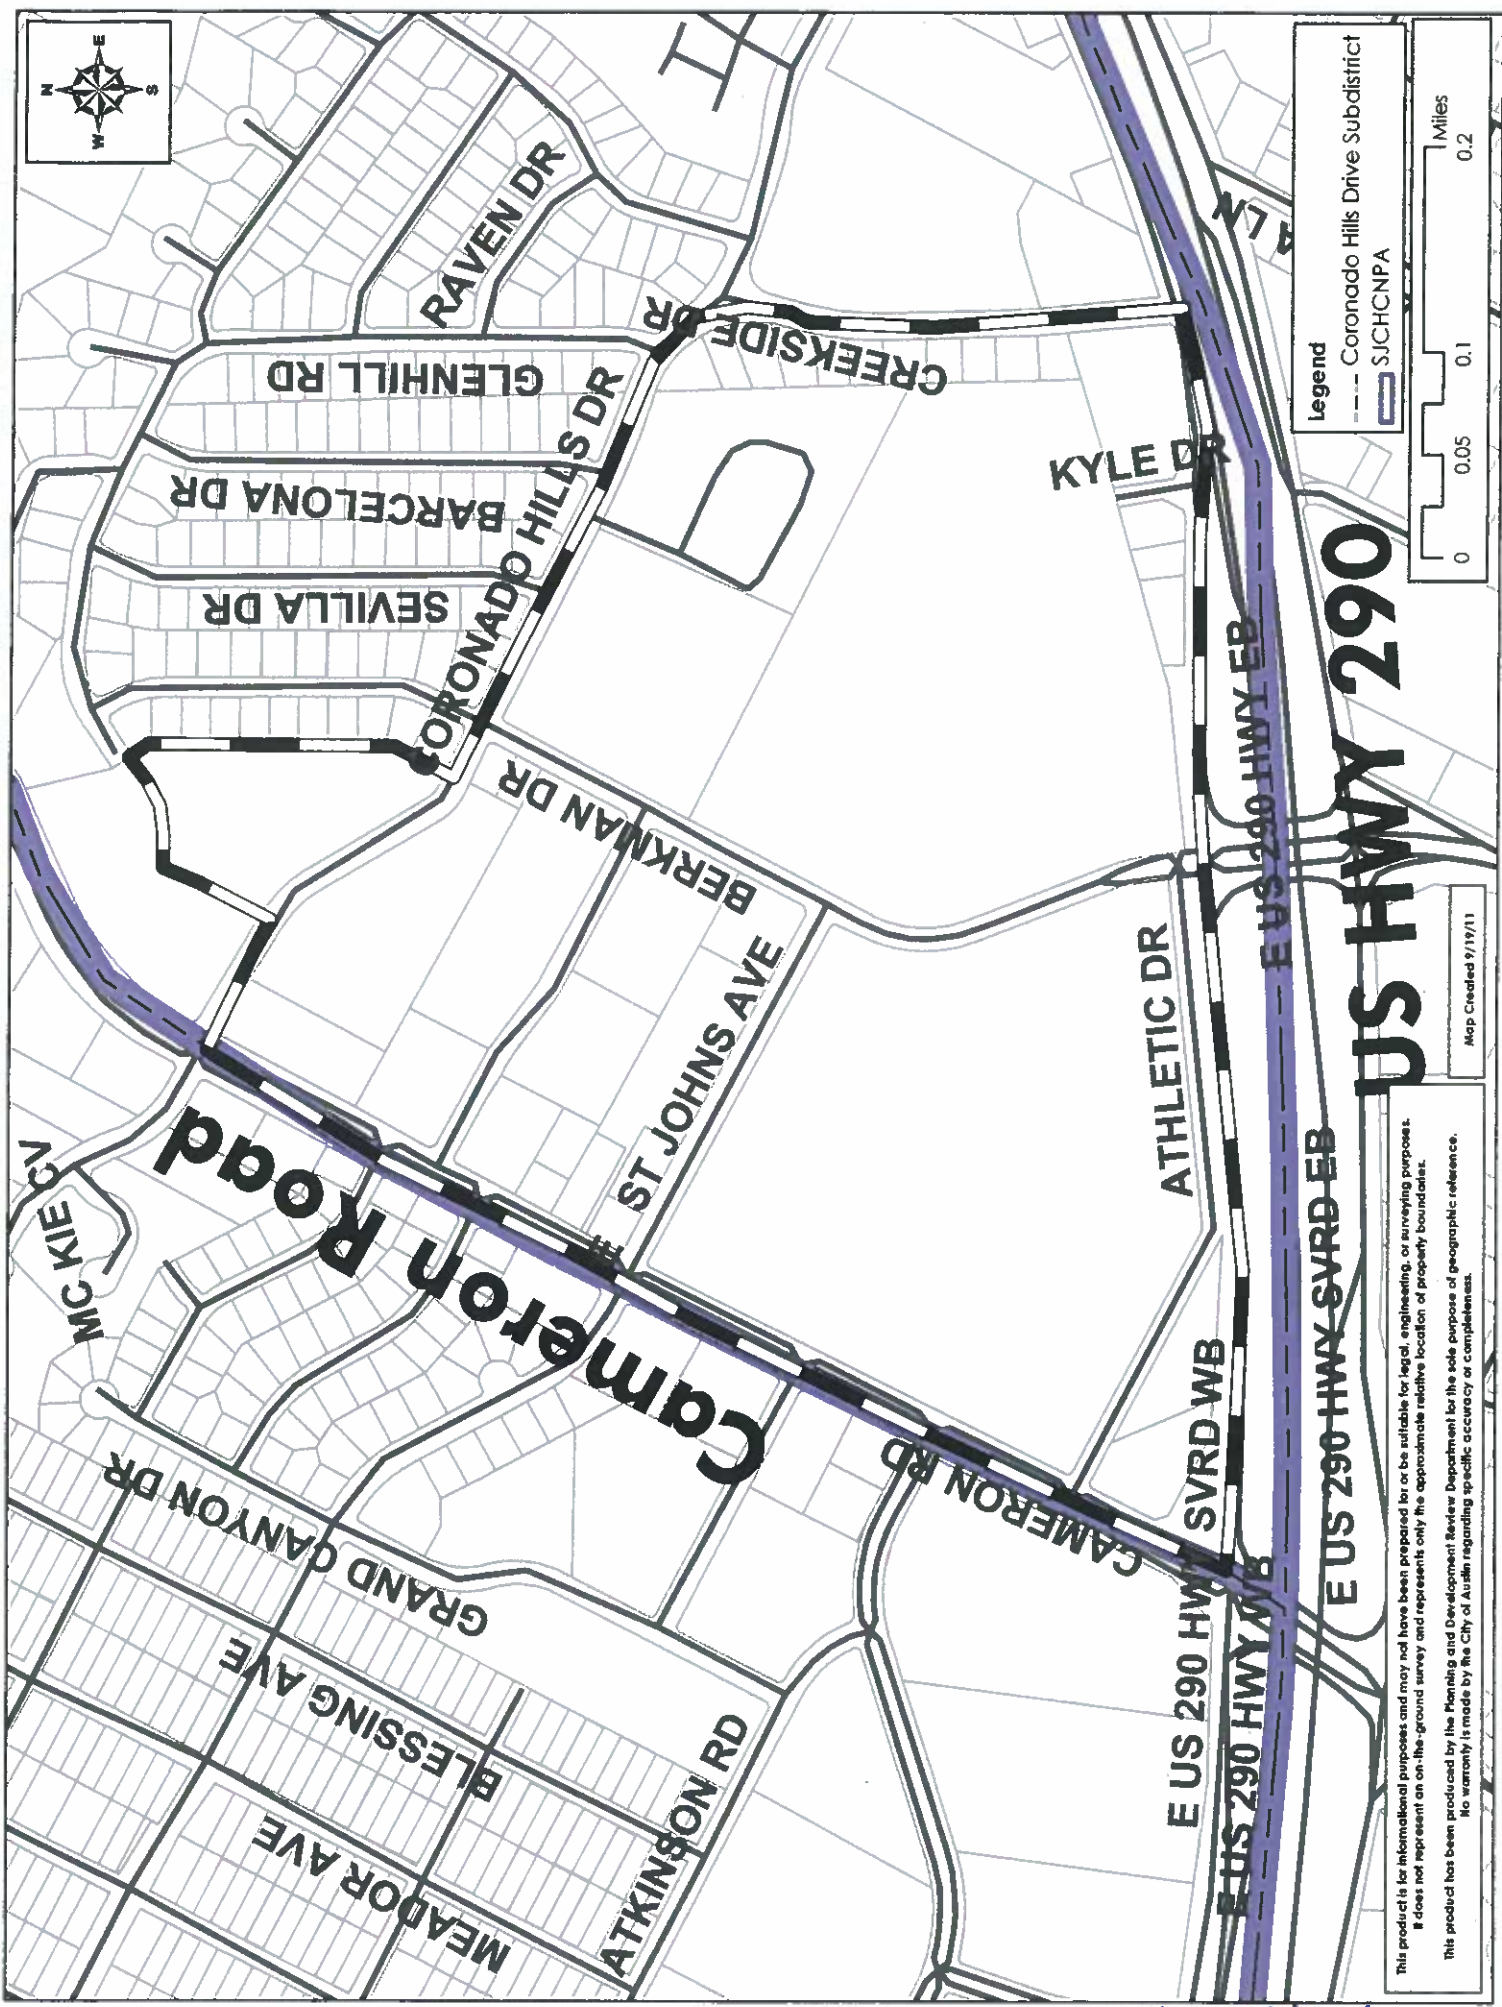 N
W
E
S
MC KIE CV
RAVEN DR
GLENHILL RD
BARCELONA DR
SEVILLA DR
CORONADO HILLS DR
CREEKSIDE DR
BERKMAN DR
ST JOHNS AVE
KYLE DR
ATHLETIC DR
Cameron Road
CAMERON RD
GRAND CANYON DR
BLESSING AVE
MEADOR AVE
ATKINSON RD
E US 290 HWY SVRD WB
E US 290 HWY WB
E US 290 HWY EB
E US 290 HWY SVRD EB
US HWY 290
A LN
Legend
Coronado Hills Drive Subdistrict
SJCHCNPA
Miles
0 0.05 0.1 0.2
Map Created 9/19/11
This product is for informational purposes and may not have been prepared for or be suitable for legal, engineering, or surveying purposes.
It does not represent an on-the-ground survey and represents only the approximate relative location of property boundaries.
This product has been produced by the Planning and Development Review Department for the sole purpose of geographic reference.
No warranty is made by the City of Austin regarding specific accuracy or completeness.